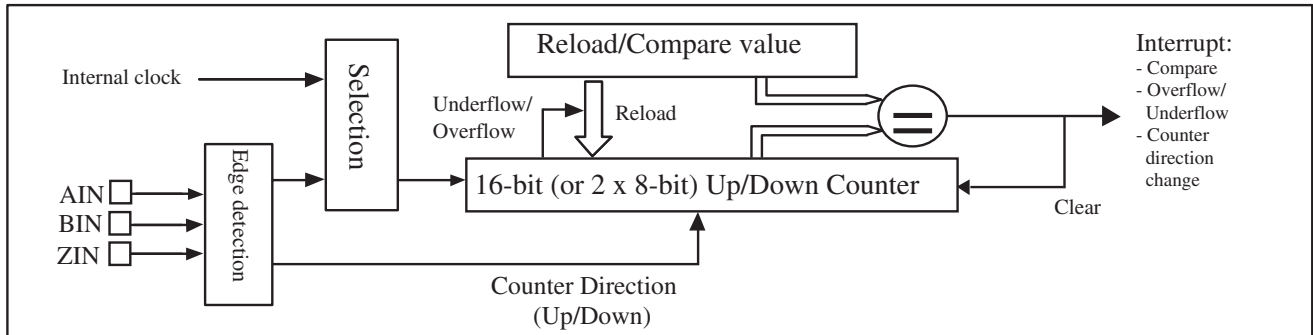 Reload/Compare value
Interrupt:
- Compare
- Overflow/
Underflow
- Counter
direction
change
Internal clock
Selection
Underflow/
Overflow
Reload
=
Edge detection
16-bit (or 2 x 8-bit) Up/Down Counter
AIN
BIN
ZIN
Clear
Counter Direction
(Up/Down)